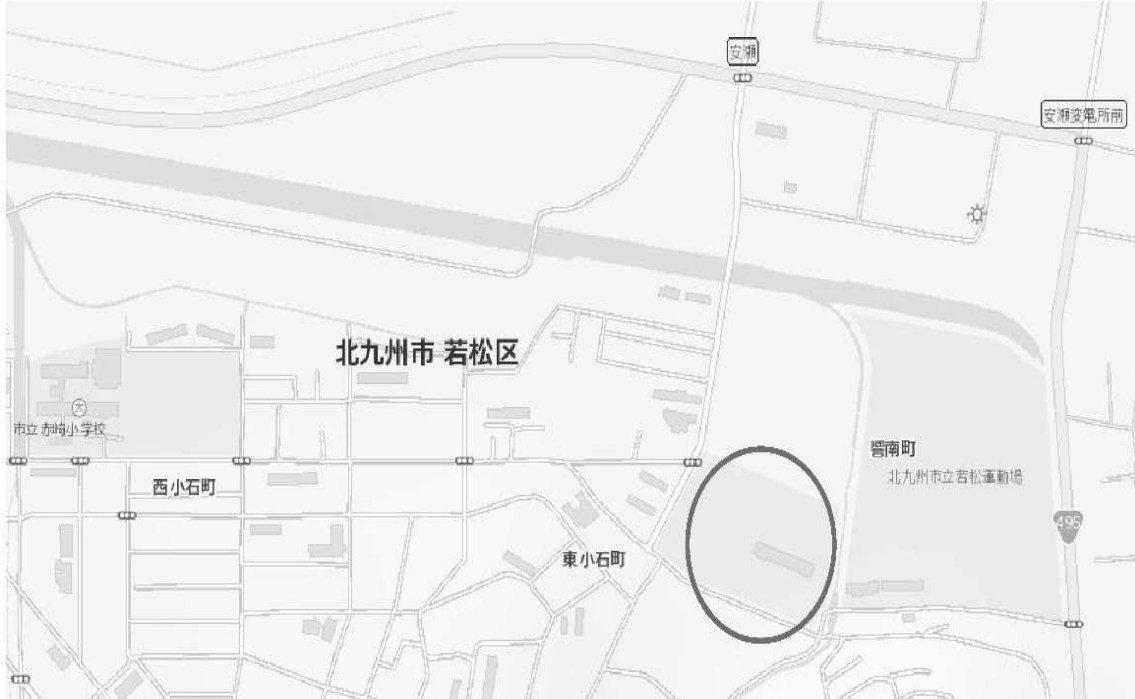 安瀬
安瀬変電所前
北九州市 若松区
市立赤崎小学校
響南町
北九州市立若松運動場
西小石町
495
東小石町